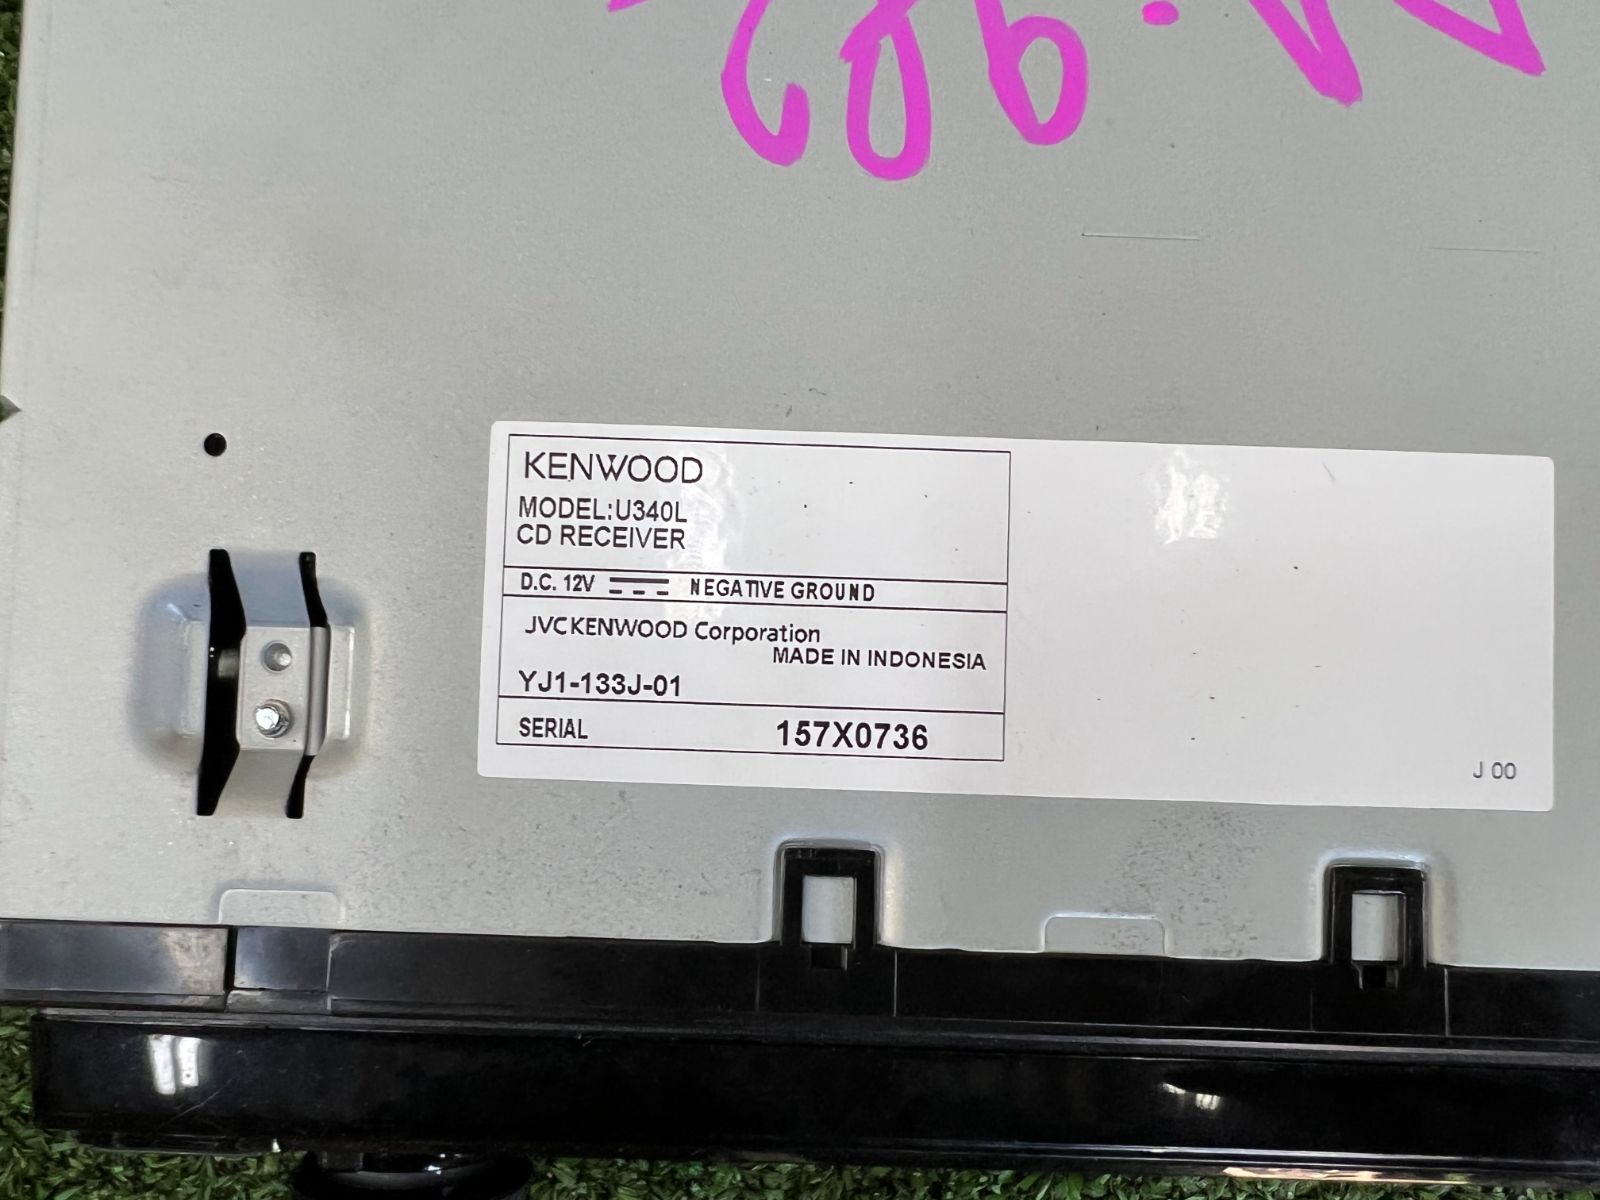 KENWOOD
MODEL:U340L
CD RECEIVER
D.C. 12V NEGATIVE GROUND
JVCKENWOOD Corporation
MADE IN INDONESIA
YJ1-133J-01
SERIAL 157X0736
J 00